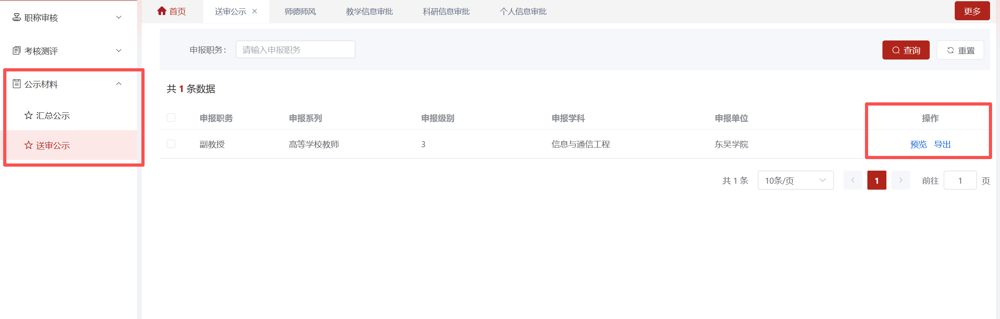 职称审核
考核测评
公示材料
汇总公示
送审公示
首页 送审公示 师德师风 教学信息审批 科研信息审批 个人信息审批 更多
申报职务: 请输入申报职务 查询 重置
共 1 条数据
申报职务 申报系列 申报级别 申报学科 申报单位 操作
副教授 高等学校教师 3 信息与通信工程 东吴学院 预览 导出
共 1 条 10条/页 1 前往 1 页